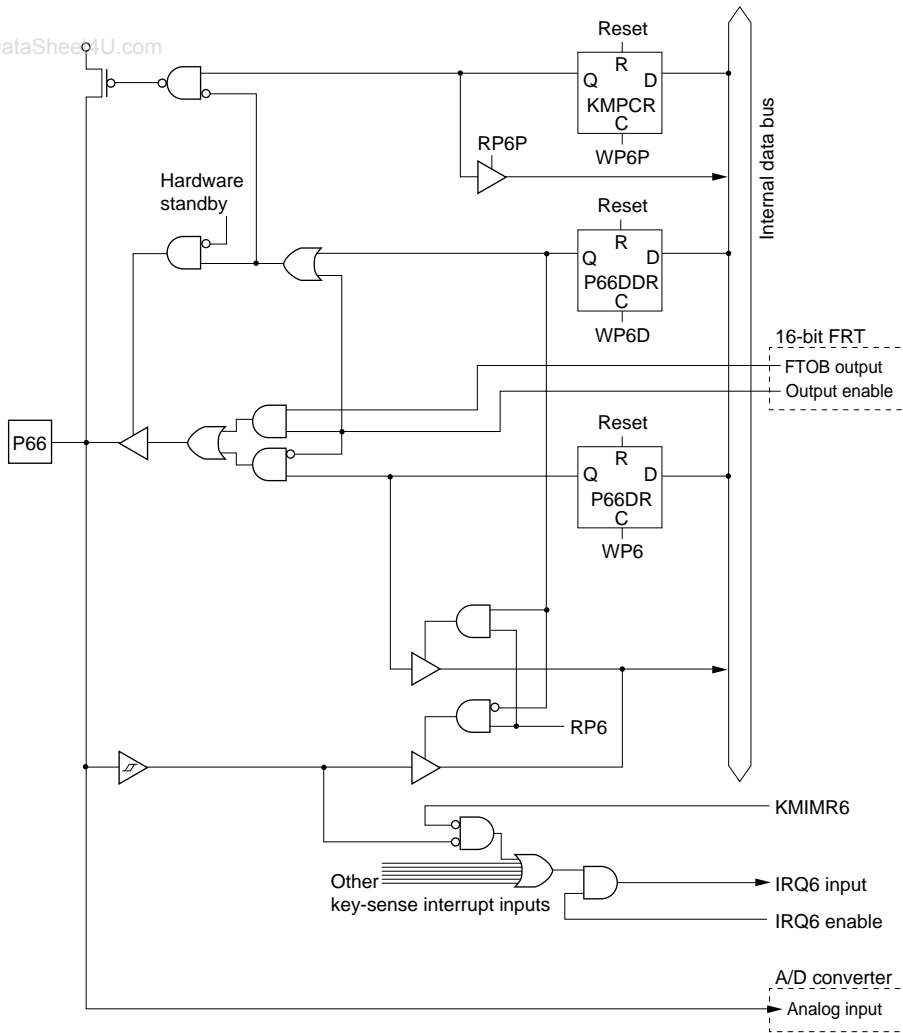 DataSheet4U.com
Reset
R
Q D
KMPCR
C
WP6P
RP6P
Internal data bus
Hardware
standby
Reset
R
Q D
P66DDR
C
WP6D
16-bit FRT
FTOB output
Output enable
P66
Reset
R
Q D
P66DR
C
WP6
RP6
KMIMR6
Other
key-sense interrupt inputs
IRQ6 input
IRQ6 enable
A/D converter
Analog input